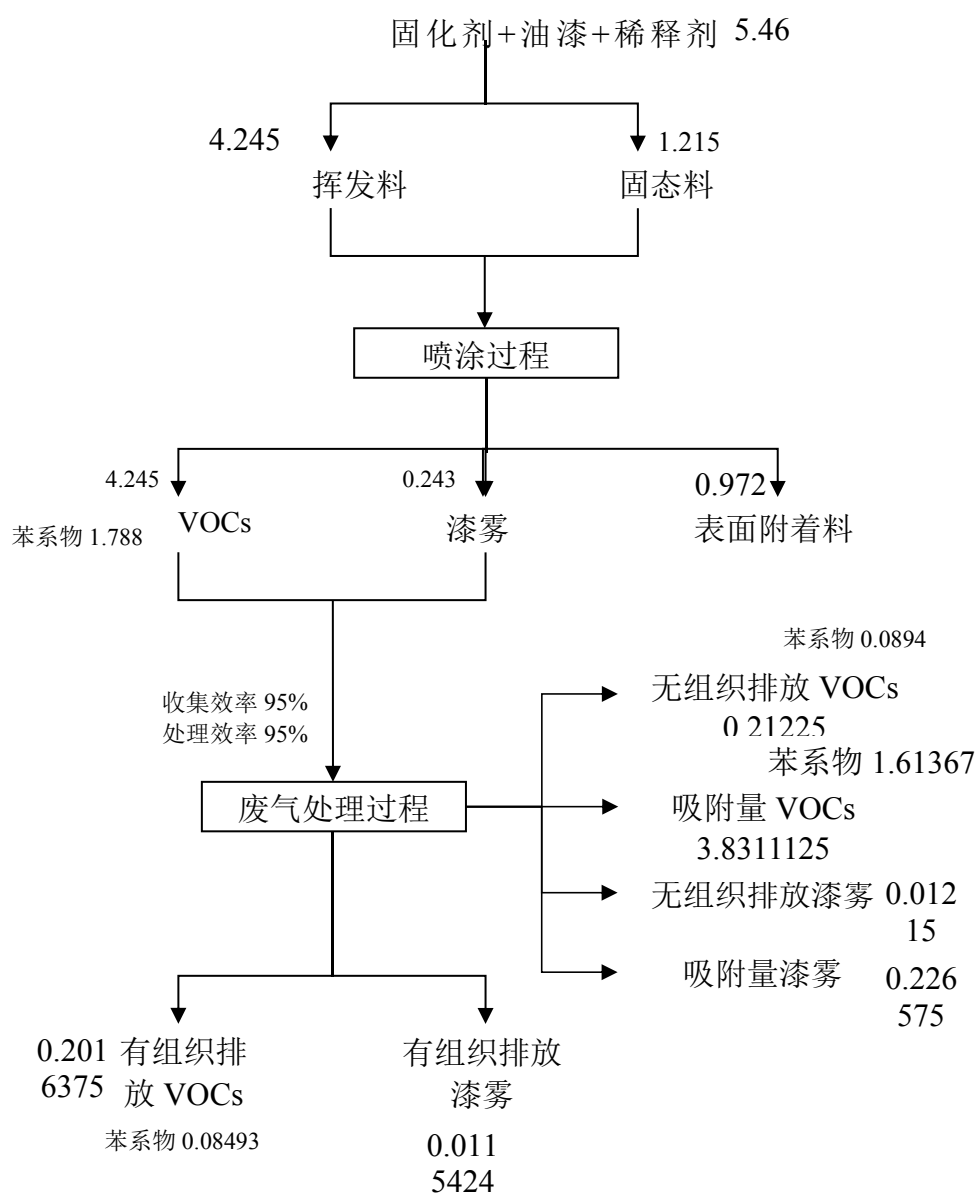 固化剂+油漆+稀释剂 5.46
4.245
1.215
挥发料
固态料
喷涂过程
4.245
0.243
0.972
苯系物 1.788
VOCs
漆雾
表面附着料
苯系物 0.0894
收集效率 95%
处理效率 95%
无组织排放 VOCs
0.21225
苯系物 1.61367
废气处理过程
吸附量 VOCs
3.8311125
无组织排放漆雾 0.012
15
吸附量漆雾 0.226
575
0.201 有组织排
6375 放 VOCs
苯系物 0.08493
有组织排放
漆雾
0.011
5424